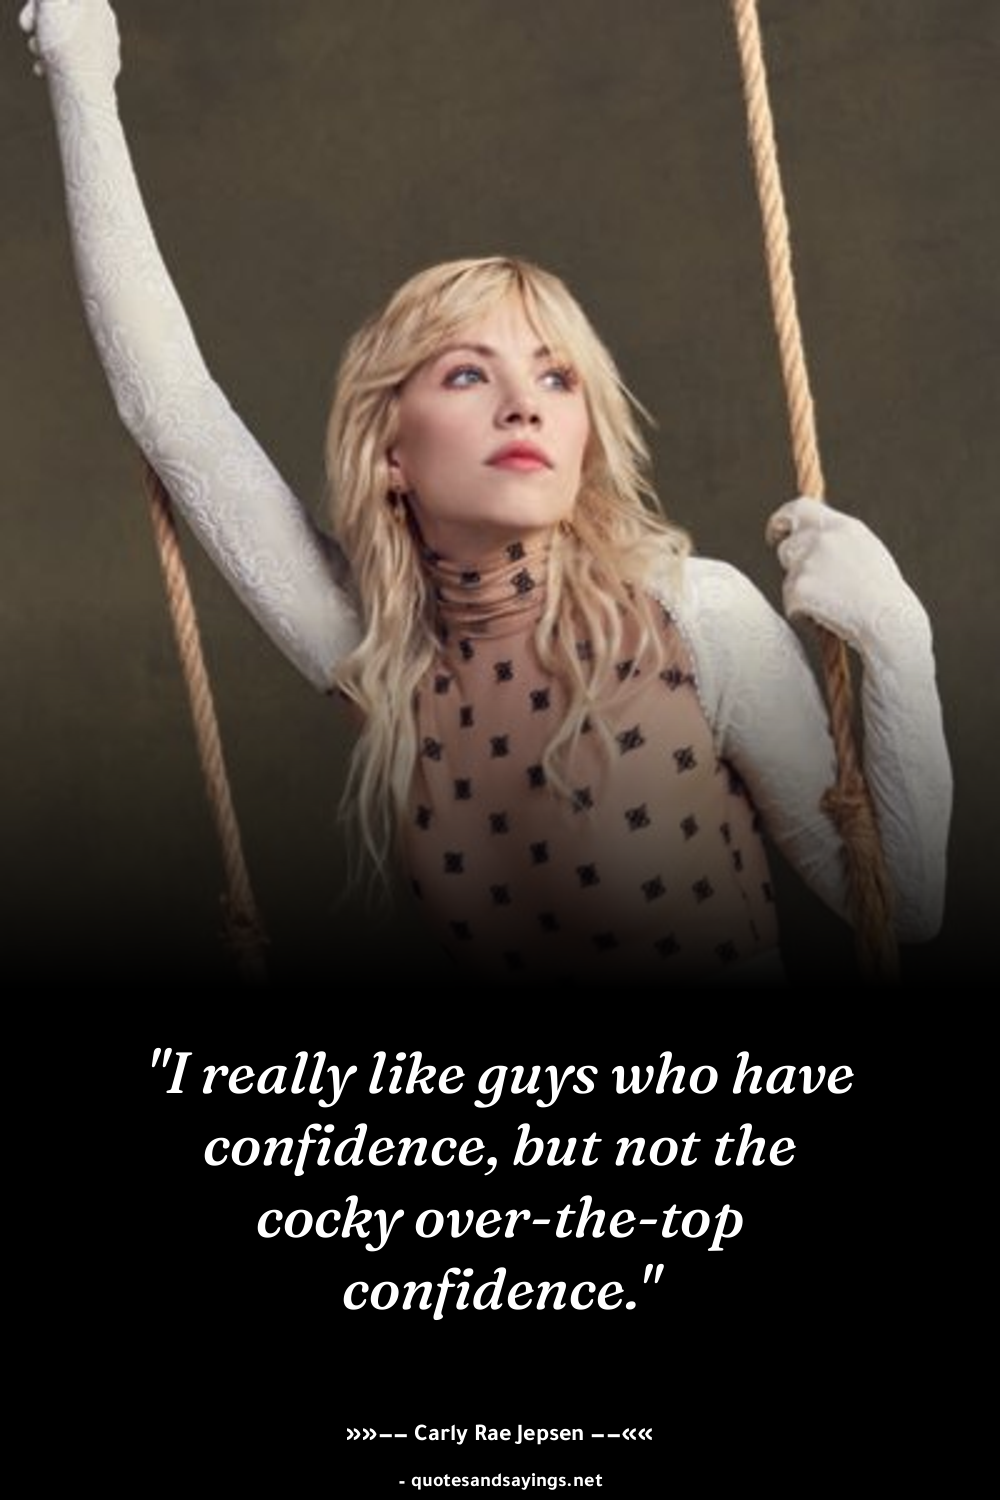 "I really like guys who have
confidence, but not the
cocky over-the-top
confidence."
»»−− Carly Rae Jepsen −−««
- quotesandsayings.net